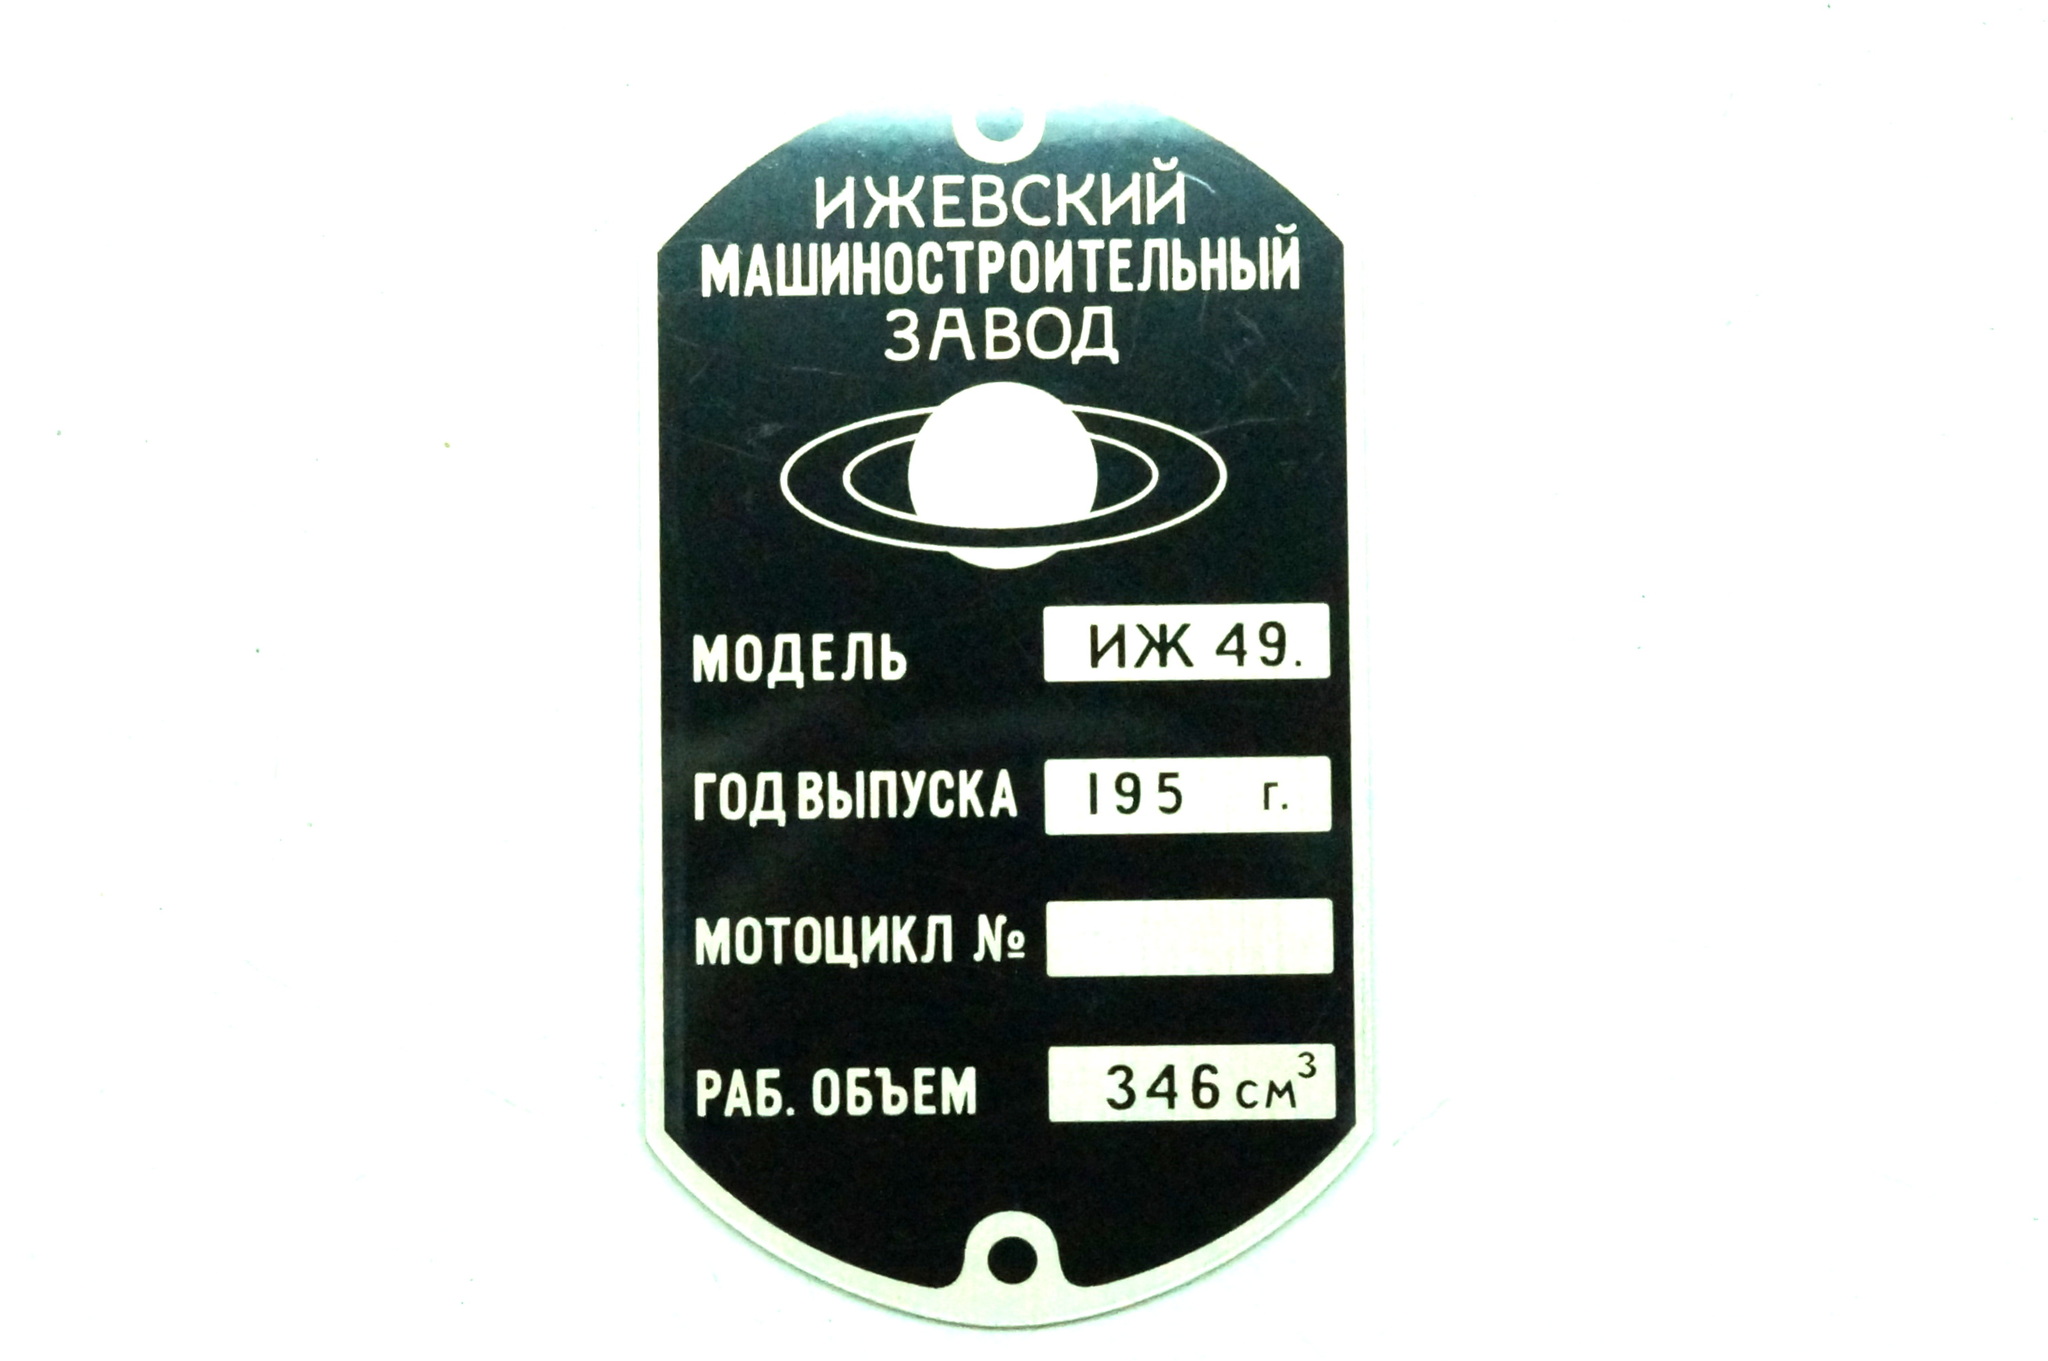 ИЖЕВСКИЙ
МАШИНОСТРОИТЕЛЬНЫЙ
ЗАВОД
МОДЕЛЬ ИЖ 49.
ГОД ВЫПУСКА 195 г.
МОТОЦИКЛ №
РАБ. ОБЪЕМ 346 см³